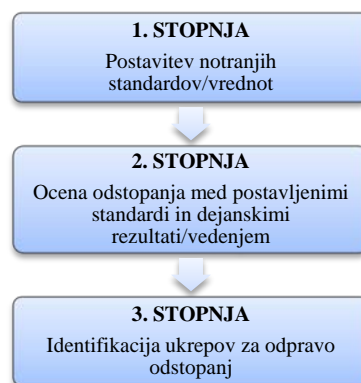 1. STOPNJA
Postavitev notranjih
standardov/vrednot
2. STOPNJA
Ocena odstopanja med postavljenimi
standardi in dejanskimi
rezultati/vedenjem
3. STOPNJA
Identifikacija ukrepov za odpravo
odstopanj